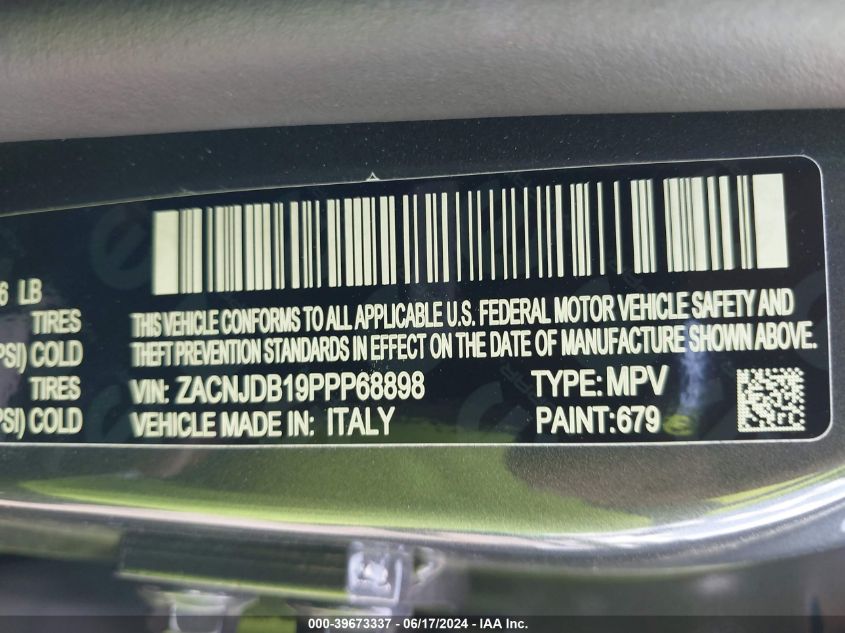 6 LB
TIRES
PSI) COLD
TIRES
PSI) COLD
THIS VEHICLE CONFORMS TO ALL APPLICABLE U.S. FEDERAL MOTOR VEHICLE SAFETY AND
THEFT PREVENTION STANDARDS IN EFFECT ON THE DATE OF MANUFACTURE SHOWN ABOVE.
VIN: ZACNJDB19PPP68898 TYPE: MPV
VEHICLE MADE IN: ITALY PAINT:679
000-39673337 - 06/17/2024 - IAA Inc.